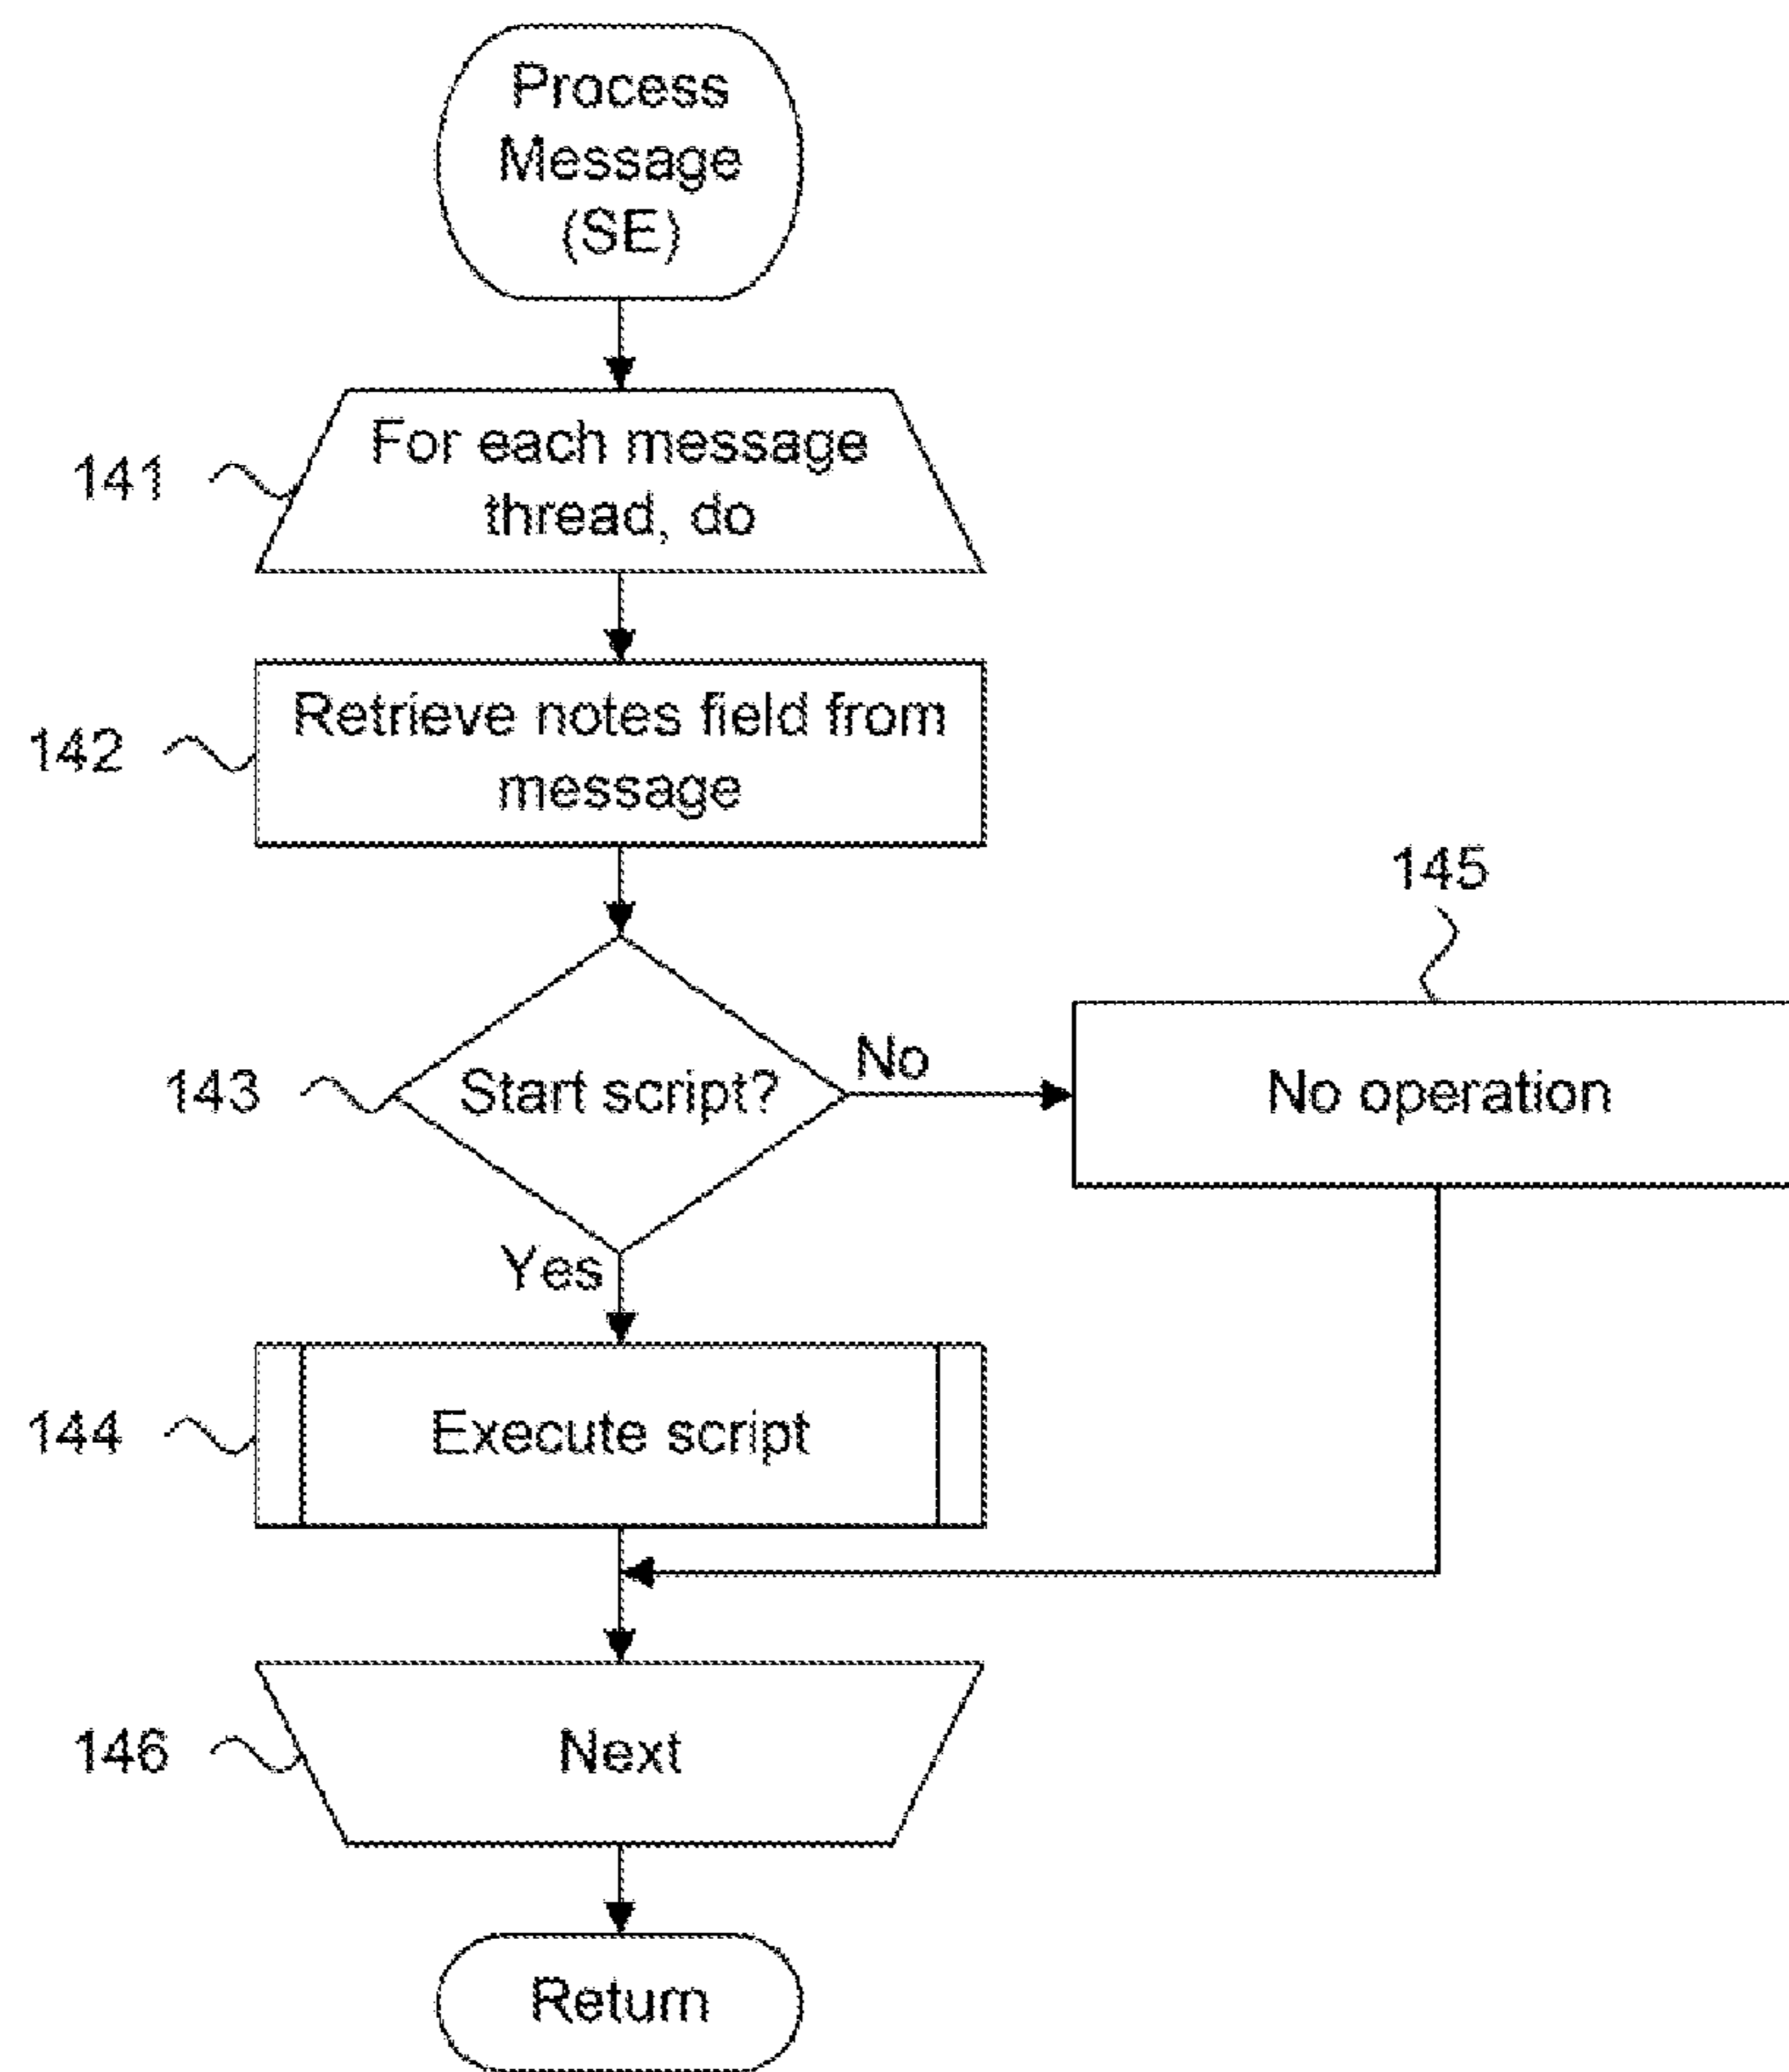 Process
Message
(SE)
141
For each message
thread, do
142
Retrieve notes field from
message
145
143
Start script?
No
No operation
Yes
144
Execute script
146
Next
Return